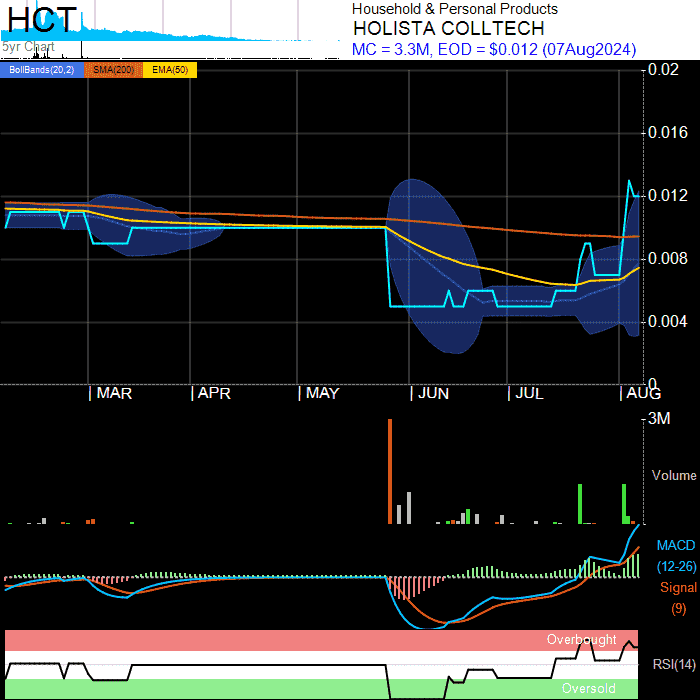 HCT
5yr Chart
Household & Personal Products
HOLISTA COLLTECH
MC = 3.3M, EOD = $0.012 (07Aug2024)
BollBands(20,2) SMA(200) EMA(50)
0.02
0.016
0.012
0.008
0.004
0
| MAR | APR | MAY | JUN | JUL | AUG
3M
Volume
MACD
(12-26)
Signal
(9)
Overbought
RSI(14)
Oversold